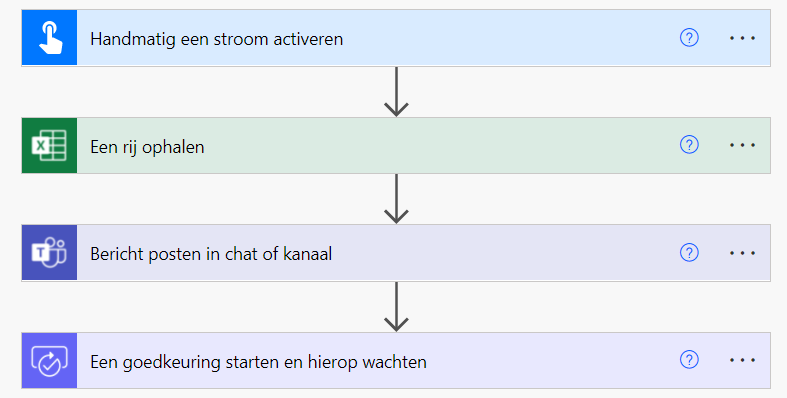 Handmatig een stroom activeren
Een rij ophalen
Bericht posten in chat of kanaal
Een goedkeuring starten en hierop wachten